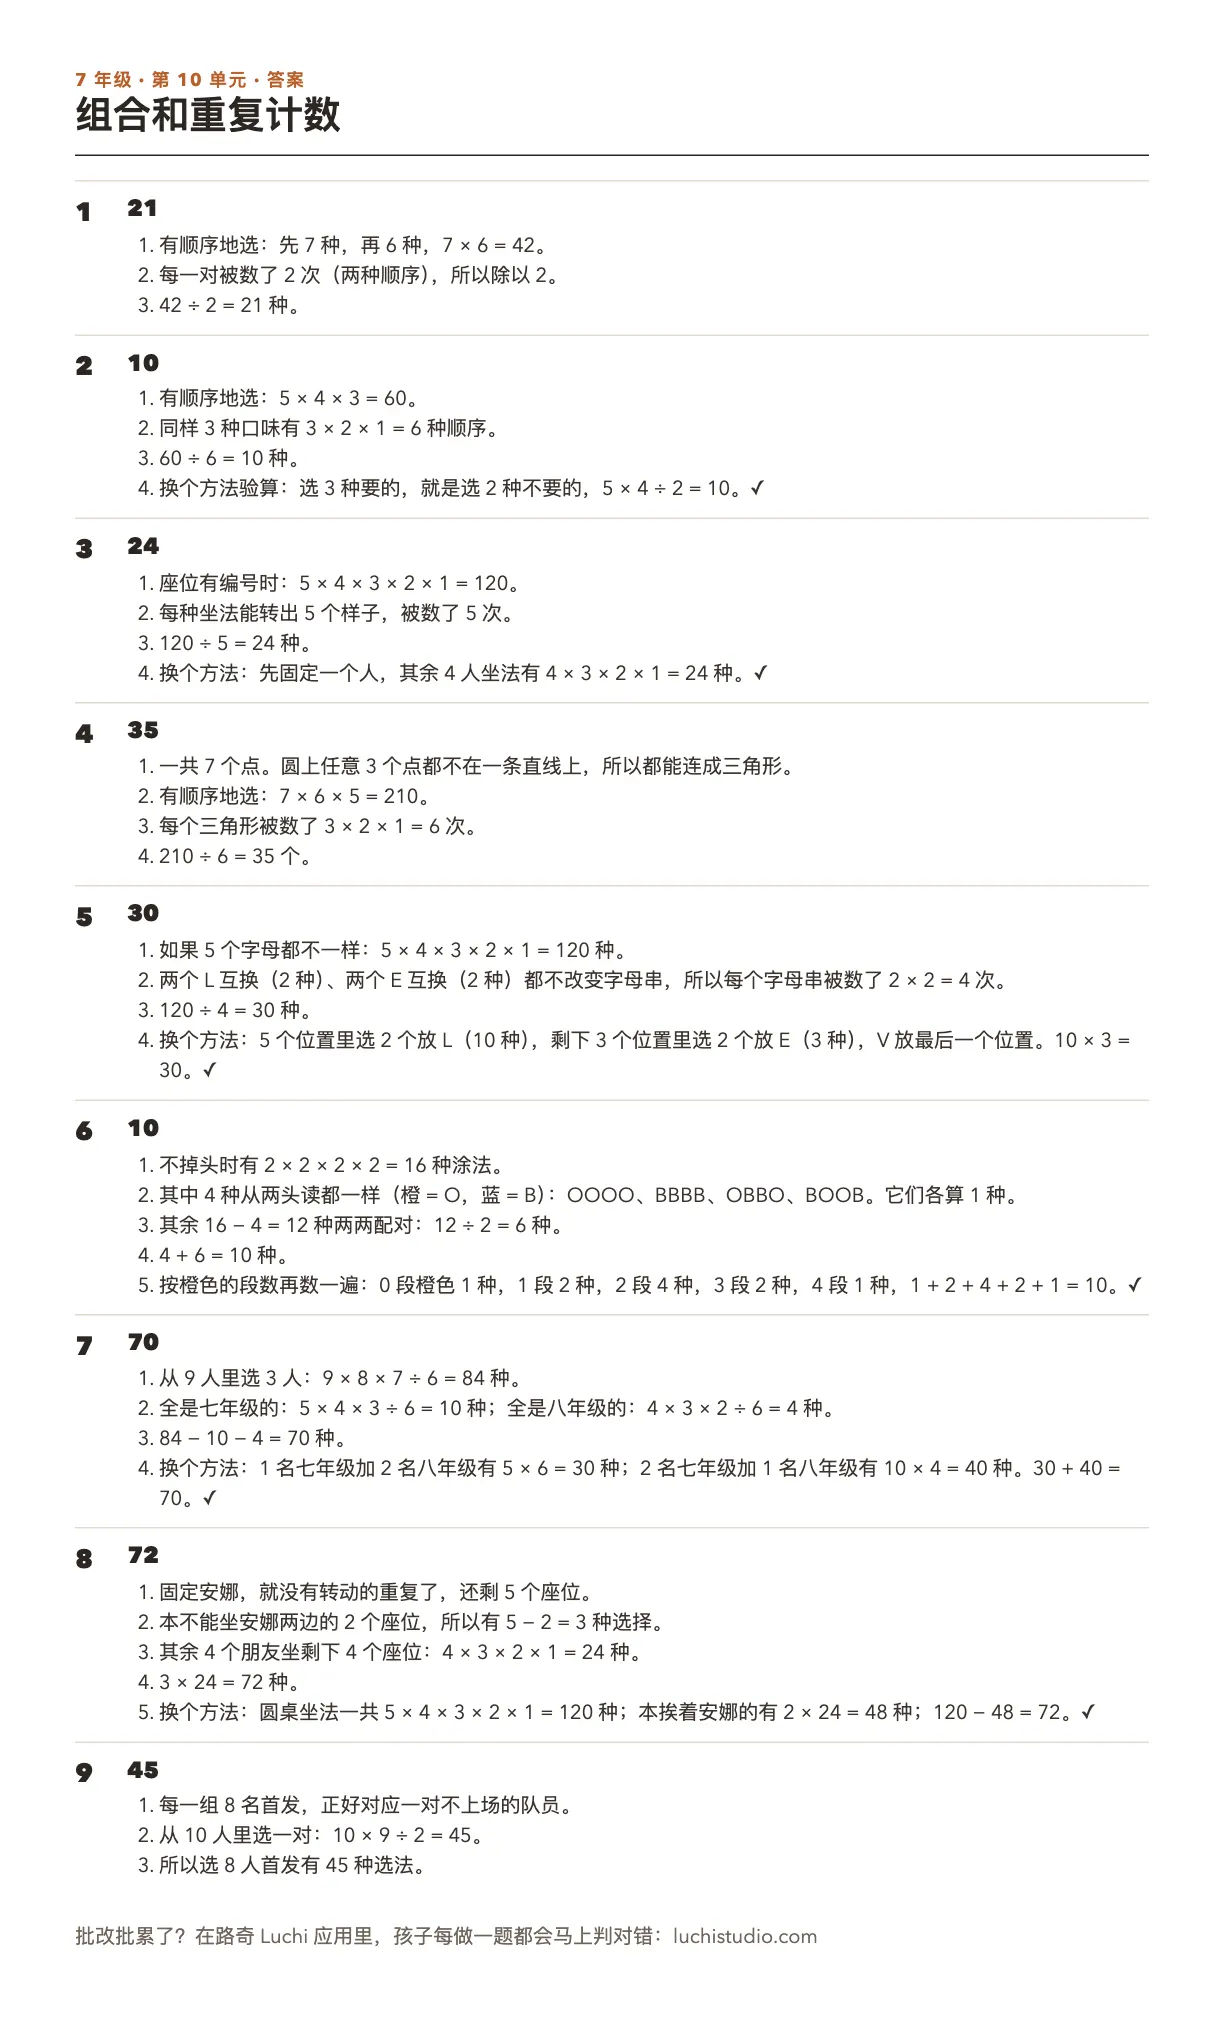 7 年级·第 10 单元·答案
组合和重复计数
1 21
1. 有顺序地选：先 7 种，再 6 种，7 × 6 = 42。
2. 每一对被数了 2 次（两种顺序），所以除以 2。
3. 42 ÷ 2 = 21 种。
2 10
1. 有顺序地选：5 × 4 × 3 = 60。
2. 同样 3 种口味有 3 × 2 × 1 = 6 种顺序。
3. 60 ÷ 6 = 10 种。
4. 换个方法验算：选 3 种要的，就是选 2 种不要的，5 × 4 ÷ 2 = 10。✓
3 24
1. 座位有编号时：5 × 4 × 3 × 2 × 1 = 120。
2. 每种坐法能转出 5 个样子，被数了 5 次。
3. 120 ÷ 5 = 24 种。
4. 换个方法：先固定一个人，其余 4 人坐法有 4 × 3 × 2 × 1 = 24 种。✓
4 35
1. 一共 7 个点。圆上任意 3 个点都不在一条直线上，所以都能连成三角形。
2. 有顺序地选：7 × 6 × 5 = 210。
3. 每个三角形被数了 3 × 2 × 1 = 6 次。
4. 210 ÷ 6 = 35 个。
5 30
1. 如果 5 个字母都不一样：5 × 4 × 3 × 2 × 1 = 120 种。
2. 两个 L 互换（2 种）、两个 E 互换（2 种）都不改变字母串，所以每个字母串被数了 2 × 2 = 4 次。
3. 120 ÷ 4 = 30 种。
4. 换个方法：5 个位置里选 2 个放 L（10 种），剩下 3 个位置里选 2 个放 E（3 种），V 放最后一个位置。10 × 3 =
30。✓
6 10
1. 不掉头时有 2 × 2 × 2 × 2 = 16 种涂法。
2. 其中 4 种从两头读都一样（橙 = O，蓝 = B）：OOOO、BBBB、OBBO、BOOB。它们各算 1 种。
3. 其余 16 − 4 = 12 种两两配对：12 ÷ 2 = 6 种。
4. 4 + 6 = 10 种。
5. 按橙色的段数再数一遍：0 段橙色 1 种，1 段 2 种，2 段 4 种，3 段 2 种，4 段 1 种，1 + 2 + 4 + 2 + 1 = 10。✓
7 70
1. 从 9 人里选 3 人：9 × 8 × 7 ÷ 6 = 84 种。
2. 全是七年级的：5 × 4 × 3 ÷ 6 = 10 种；全是八年级的：4 × 3 × 2 ÷ 6 = 4 种。
3. 84 − 10 − 4 = 70 种。
4. 换个方法：1 名七年级加 2 名八年级有 5 × 6 = 30 种；2 名七年级加 1 名八年级有 10 × 4 = 40 种。30 + 40 =
70。✓
8 72
1. 固定安娜，就没有转动的重复了，还剩 5 个座位。
2. 本不能坐安娜两边的 2 个座位，所以有 5 − 2 = 3 种选择。
3. 其余 4 个朋友坐剩下 4 个座位：4 × 3 × 2 × 1 = 24 种。
4. 3 × 24 = 72 种。
5. 换个方法：圆桌坐法一共 5 × 4 × 3 × 2 × 1 = 120 种；本挨着安娜的有 2 × 24 = 48 种；120 − 48 = 72。✓
9 45
1. 每一组 8 名首发，正好对应一对不上场的队员。
2. 从 10 人里选一对：10 × 9 ÷ 2 = 45。
3. 所以选 8 人首发有 45 种选法。
批改批累了？在路奇 Luchi 应用里，孩子每做一题都会马上判对错：luchistudio.com